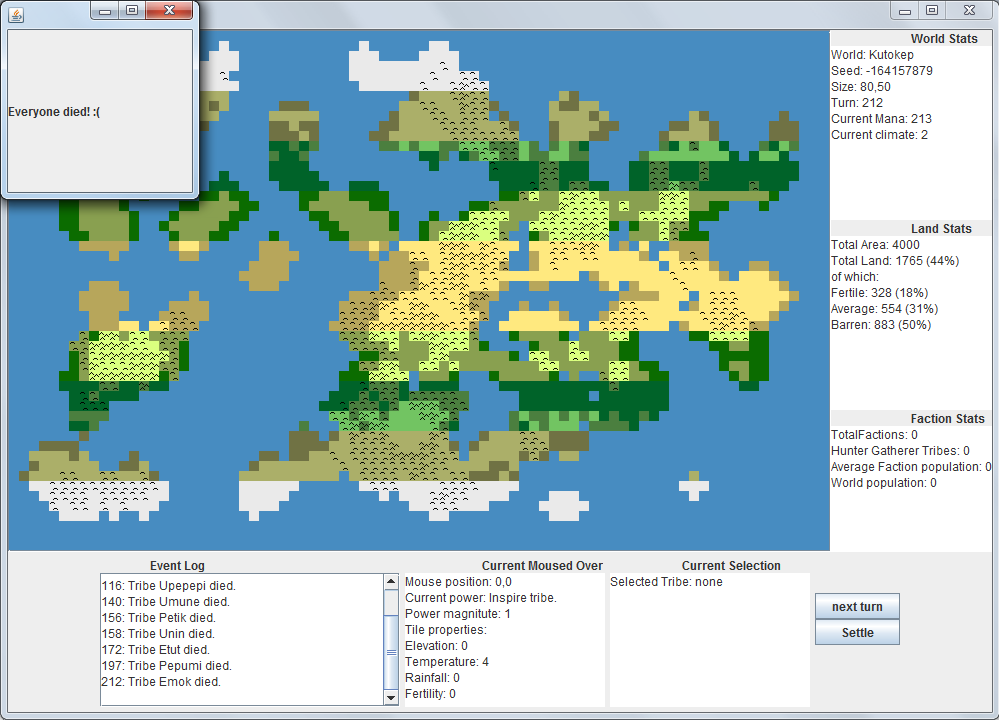 Everyone died! :(
World Stats
World: Kutokep
Seed: -164157879
Size: 80,50
Turn: 212
Current Mana: 213
Current climate: 2
Land Stats
Total Area: 4000
Total Land: 1765 (44%)
of which:
Fertile: 328 (18%)
Average: 554 (31%)
Barren: 883 (50%)
Faction Stats
TotalFactions: 0
Hunter Gatherer Tribes: 0
Average Faction population: 0
World population: 0
Event Log
116: Tribe Upepepi died.
140: Tribe Umune died.
156: Tribe Petik died.
158: Tribe Unin died.
172: Tribe Etut died.
197: Tribe Pepumi died.
212: Tribe Emok died.
Current Moused Over
Mouse position: 0,0
Current power: Inspire tribe.
Power magnitute: 1
Tile properties:
Elevation: 0
Temperature: 4
Rainfall: 0
Fertility: 0
Current Selection
Selected Tribe: none
next turn
Settle